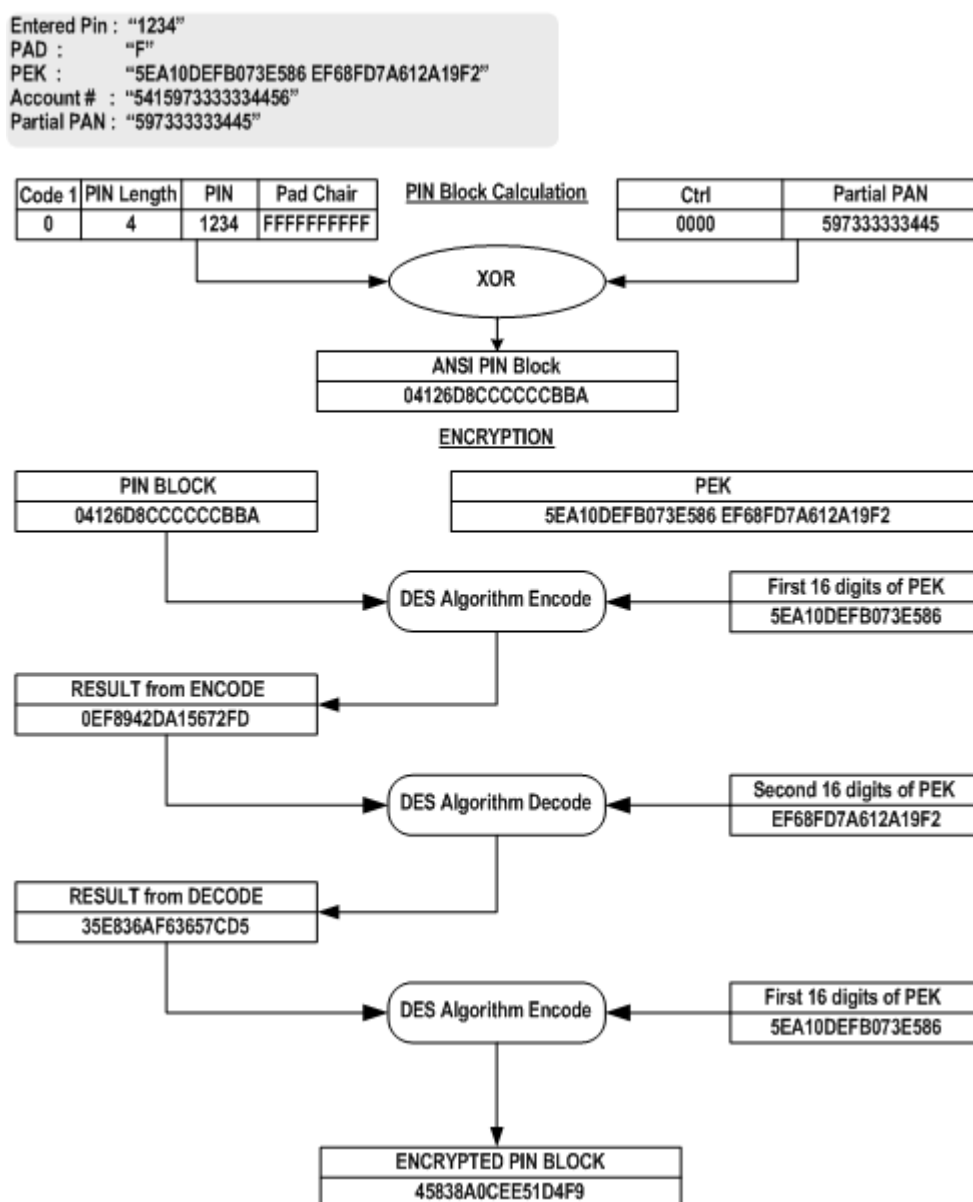 Entered Pin : “1234”
PAD : “F”
PEK : “5EA10DEFB073E586 EF68FD7A612A19F2”
Account # : “5415973333334456”
Partial PAN : “597333333445”
Code 1 PIN Length PIN Pad Chair
0 4 1234 FFFFFFFFFF
PIN Block Calculation
Ctrl Partial PAN
0000 597333333445
XOR
ANSI PIN Block
04126D8CCCCCCBBA
ENCRYPTION
PIN BLOCK
04126D8CCCCCCBBA
PEK
5EA10DEFB073E586 EF68FD7A612A19F2
DES Algorithm Encode
First 16 digits of PEK
5EA10DEFB073E586
RESULT from ENCODE
0EF8942DA15672FD
DES Algorithm Decode
Second 16 digits of PEK
EF68FD7A612A19F2
RESULT from DECODE
35E836AF63657CD5
DES Algorithm Encode
First 16 digits of PEK
5EA10DEFB073E586
ENCRYPTED PIN BLOCK
45838A0CEE51D4F9